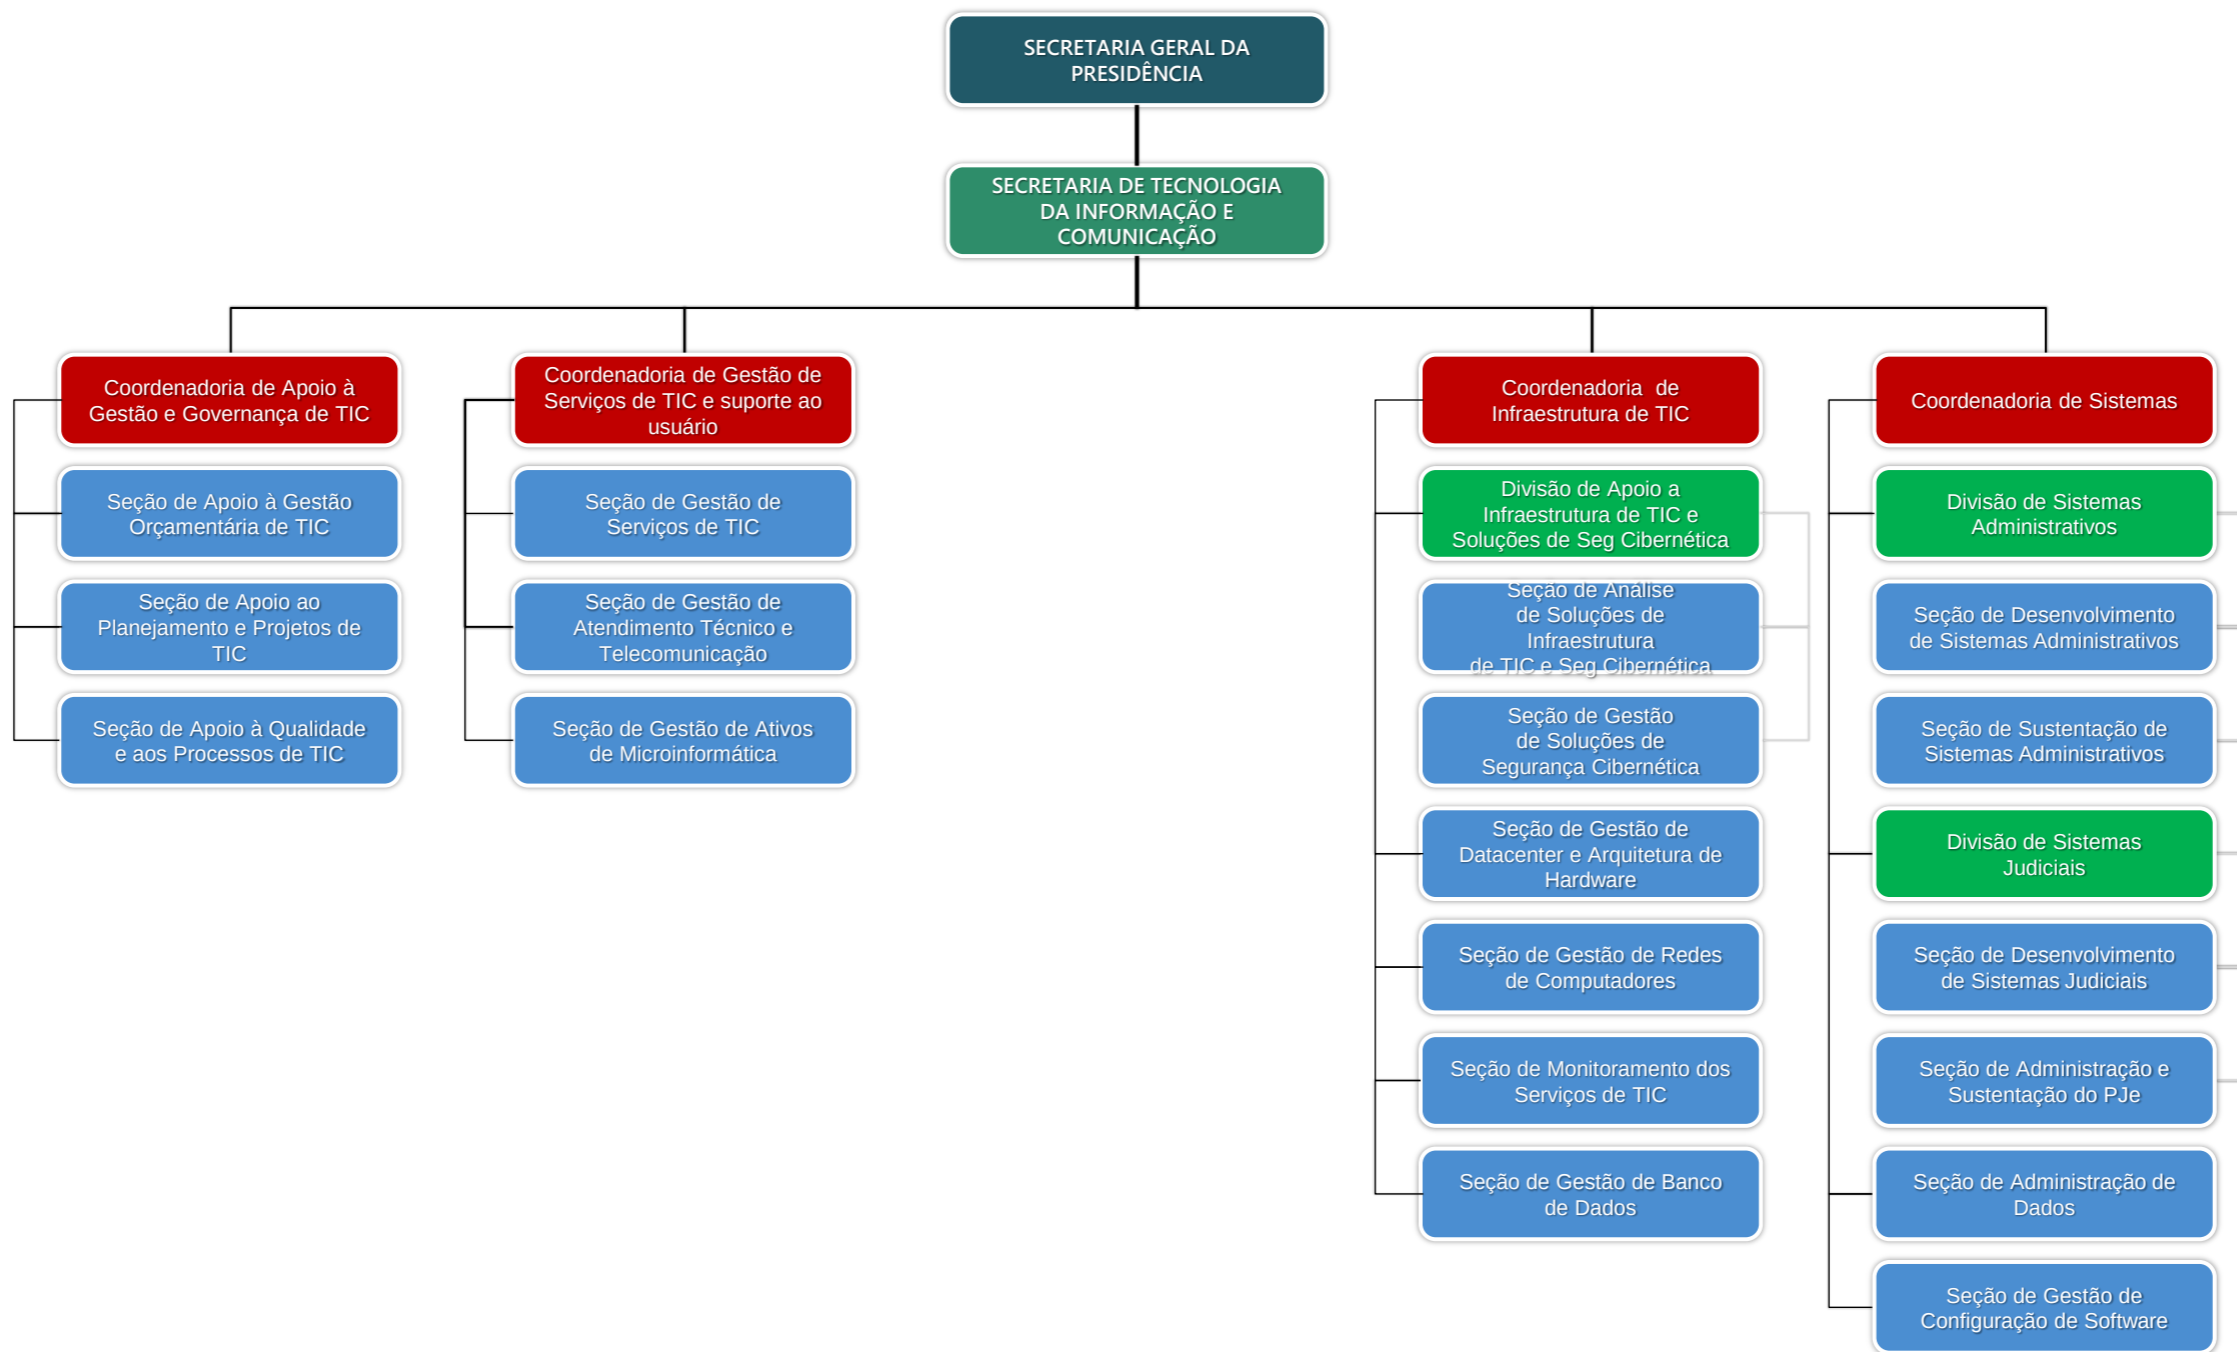 SECRETARIA GERAL DA
PRESIDÊNCIA
SECRETARIA DE TECNOLOGIA
DA INFORMAÇÃO E
COMUNICAÇÃO
Coordenadoria de Apoio à
Gestão e Governança de TIC
Seção de Apoio à Gestão
Orçamentária de TIC
Seção de Apoio ao
Planejamento e Projetos de
TIC
Seção de Apoio à Qualidade
e aos Processos de TIC
Coordenadoria de Gestão de
Serviços de TIC e suporte ao
usuário
Seção de Gestão de
Serviços de TIC
Seção de Gestão de
Atendimento Técnico e
Telecomunicação
Seção de Gestão de Ativos
de Microinformática
Coordenadoria de
Infraestrutura de TIC
Divisão de Apoio a
Infraestrutura de TIC e
Soluções de Seg Cibernética
Seção de Análise
de Soluções de
Infraestrutura
de TIC e Seg Cibernética
Seção de Gestão
de Soluções de
Segurança Cibernética
Seção de Gestão de
Datacenter e Arquitetura de
Hardware
Seção de Gestão de Redes
de Computadores
Seção de Monitoramento dos
Serviços de TIC
Seção de Gestão de Banco
de Dados
Coordenadoria de Sistemas
Divisão de Sistemas
Administrativos
Seção de Desenvolvimento
de Sistemas Administrativos
Seção de Sustentação de
Sistemas Administrativos
Divisão de Sistemas
Judiciais
Seção de Desenvolvimento
de Sistemas Judiciais
Seção de Administração e
Sustentação do PJe
Seção de Administração de
Dados
Seção de Gestão de
Configuração de Software